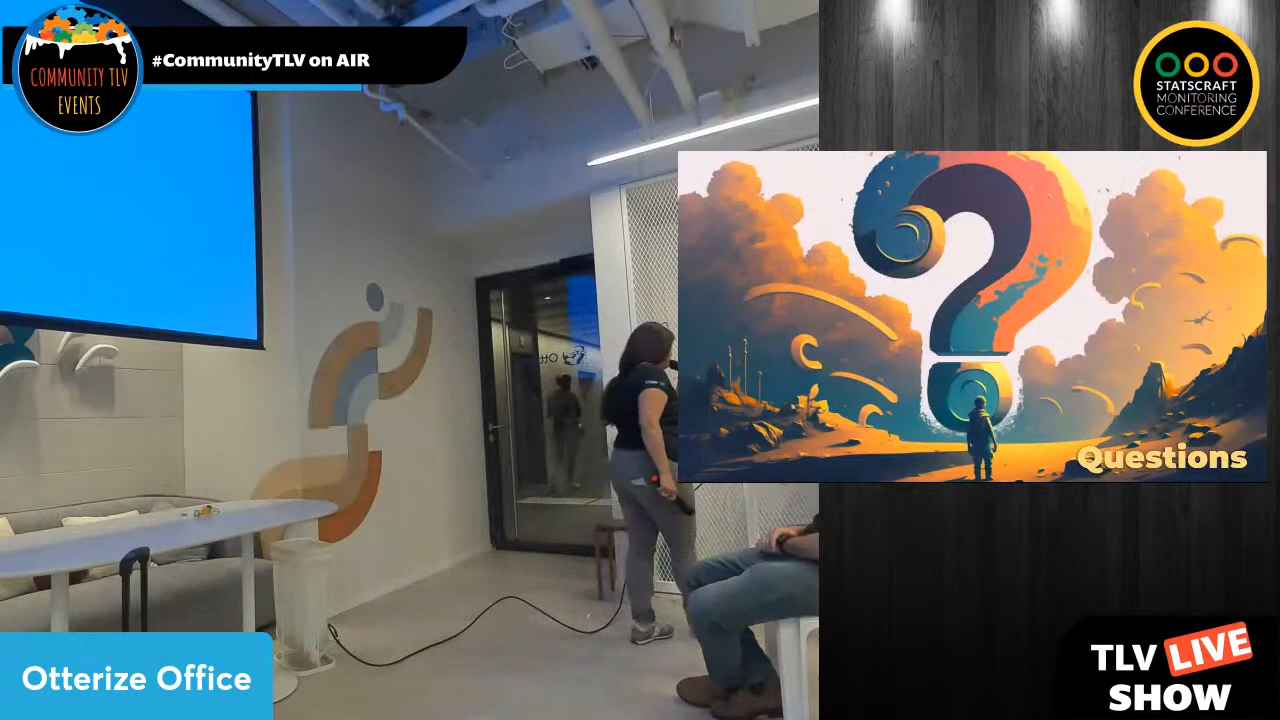 COMMUNITY TLV
EVENTS
#CommunityTLV on AIR
STATSCRAFT
MONITORING
CONFERENCE
Questions
Otterize Office
TLV LIVE
SHOW